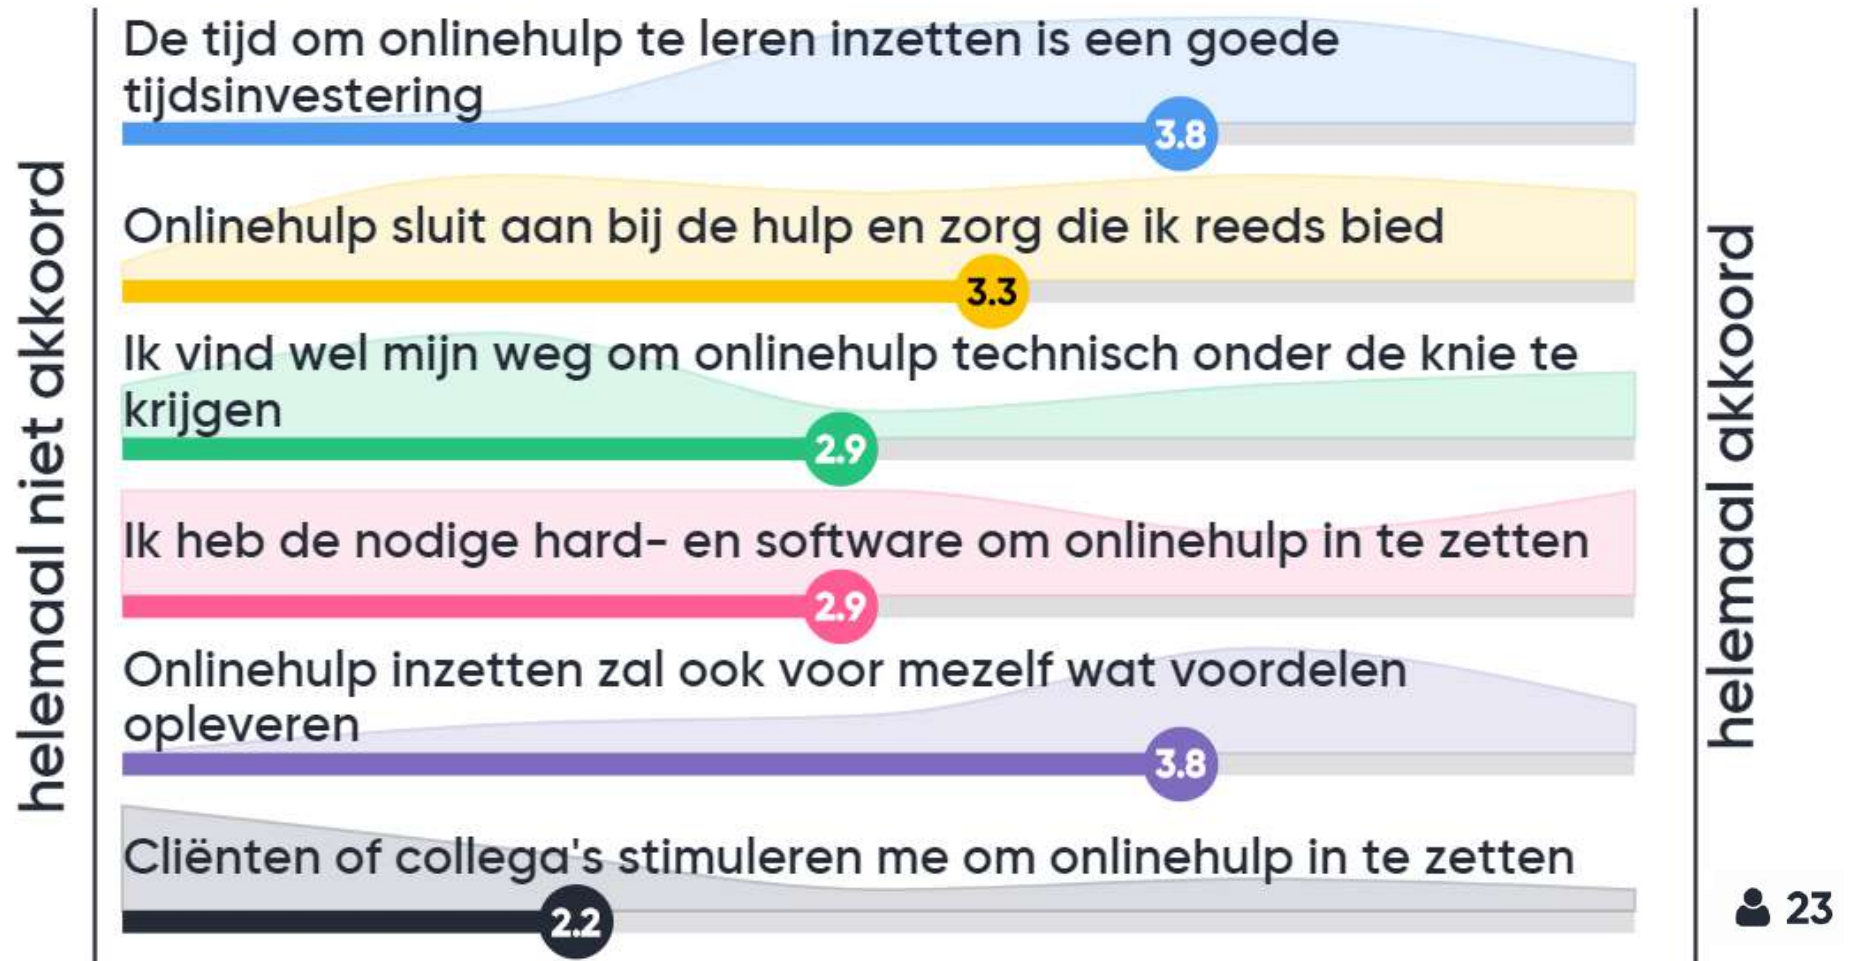 helemaal niet akkoord
De tijd om onlinehulp te leren inzetten is een goede
tijdsinvestering
3.8
Onlinehulp sluit aan bij de hulp en zorg die ik reeds bied
3.3
Ik vind wel mijn weg om onlinehulp technisch onder de knie te
krijgen
2.9
Ik heb de nodige hard- en software om onlinehulp in te zetten
2.9
Onlinehulp inzetten zal ook voor mezelf wat voordelen
opleveren
3.8
Cliënten of collega's stimuleren me om onlinehulp in te zetten
2.2
helemaal akkoord
23